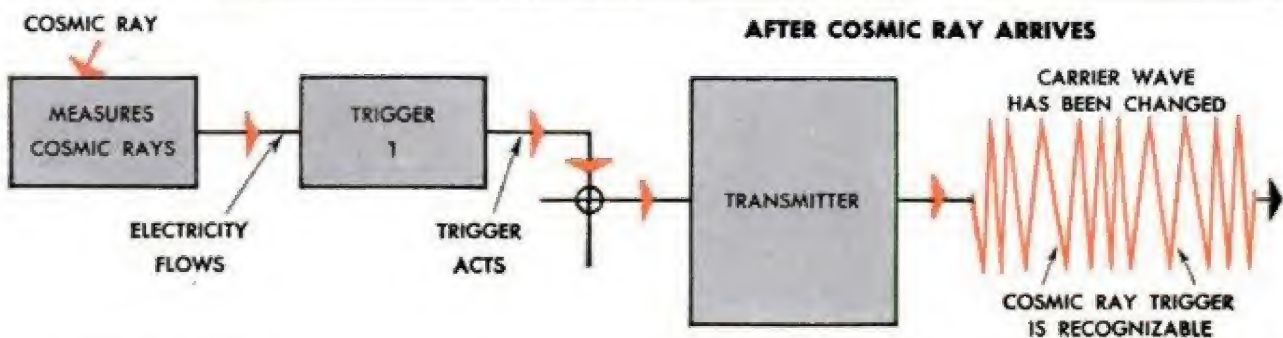 COSMIC RAY
AFTER COSMIC RAY ARRIVES
MEASURES
COSMIC RAYS
TRIGGER
1
TRANSMITTER
CARRIER WAVE
HAS BEEN CHANGED
ELECTRICITY
FLOWS
TRIGGER
ACTS
COSMIC RAY TRIGGER
IS RECOGNIZABLE